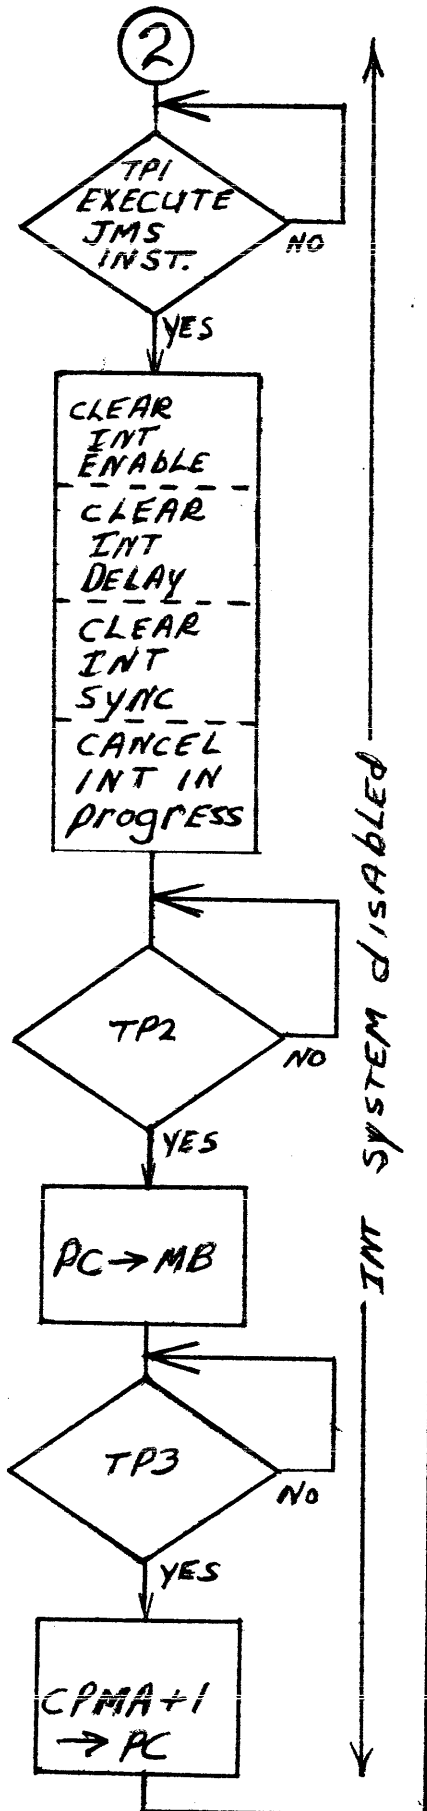 2
TP1
EXECUTE
JMS
INST.
NO
YES
CLEAR
INT
ENABLE
CLEAR
INT
DELAY
CLEAR
INT
SYNC
CANCEL
INT IN
PrOgrESS
TP2
NO
YES
PC → MB
TP3
NO
YES
CPMA + 1
→ PC
INT SYSTEM dISAbLEd